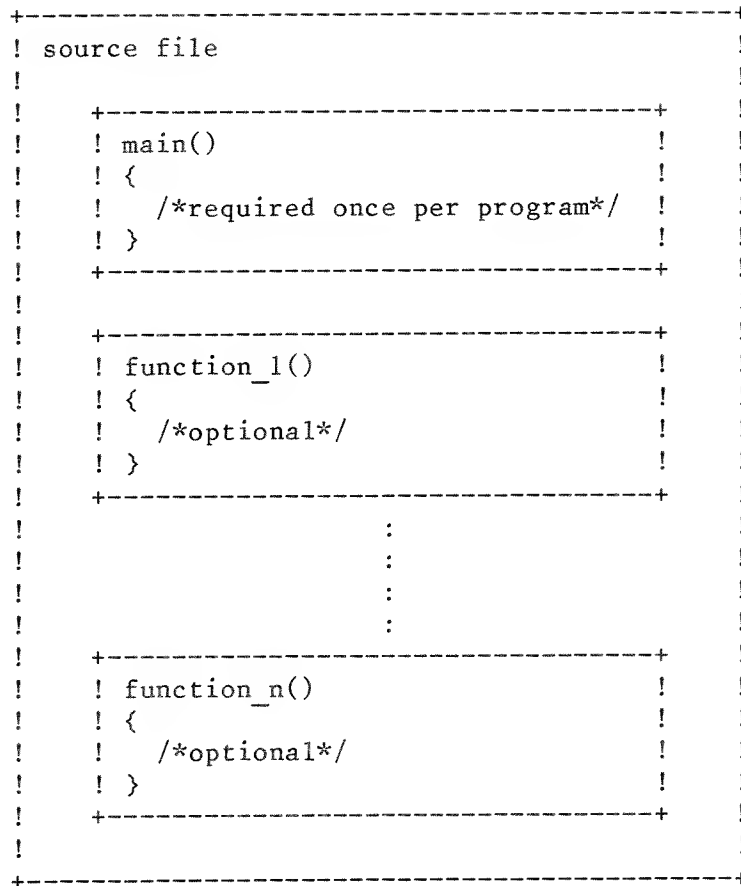 +-----------------------------------------------+
! source file !
!
! +-------------------------------------+ !
! ! main() ! !
! ! { ! !
! ! /*required once per program*/ ! !
! ! } ! !
! +-------------------------------------+ !
!
! +-------------------------------------+ !
! ! function_1() ! !
! ! { ! !
! ! /*optional*/ ! !
! ! } ! !
! +-------------------------------------+ !
! : !
! : !
! : !
! : !
! +-------------------------------------+ !
! ! function_n() ! !
! ! { ! !
! ! /*optional*/ ! !
! ! } ! !
! +-------------------------------------+ !
!
+-----------------------------------------------+